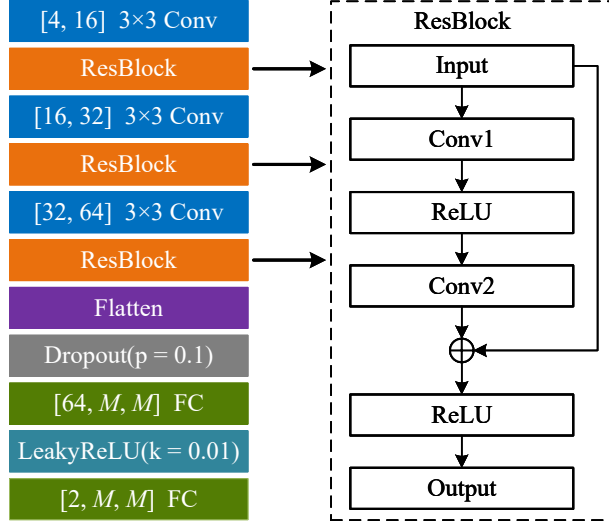 [4, 16] 3×3 Conv
ResBlock
[16, 32] 3×3 Conv
ResBlock
[32, 64] 3×3 Conv
ResBlock
Flatten
Dropout(p = 0.1)
[64, M, M] FC
LeakyReLU(k = 0.01)
[2, M, M] FC
ResBlock
Input
Conv1
ReLU
Conv2
ReLU
Output